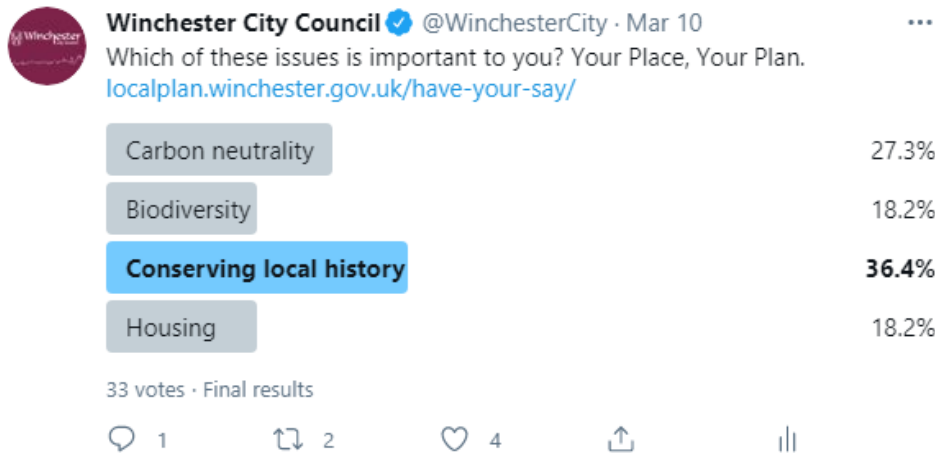 Winchester City Council @WinchesterCity · Mar 10 ...
Winchester
Which of these issues is important to you? Your Place, Your Plan.
localplan.winchester.gov.uk/have-your-say/
Carbon neutrality 27.3%
Biodiversity 18.2%
Conserving local history 36.4%
Housing 18.2%
33 votes · Final results
1 2 4